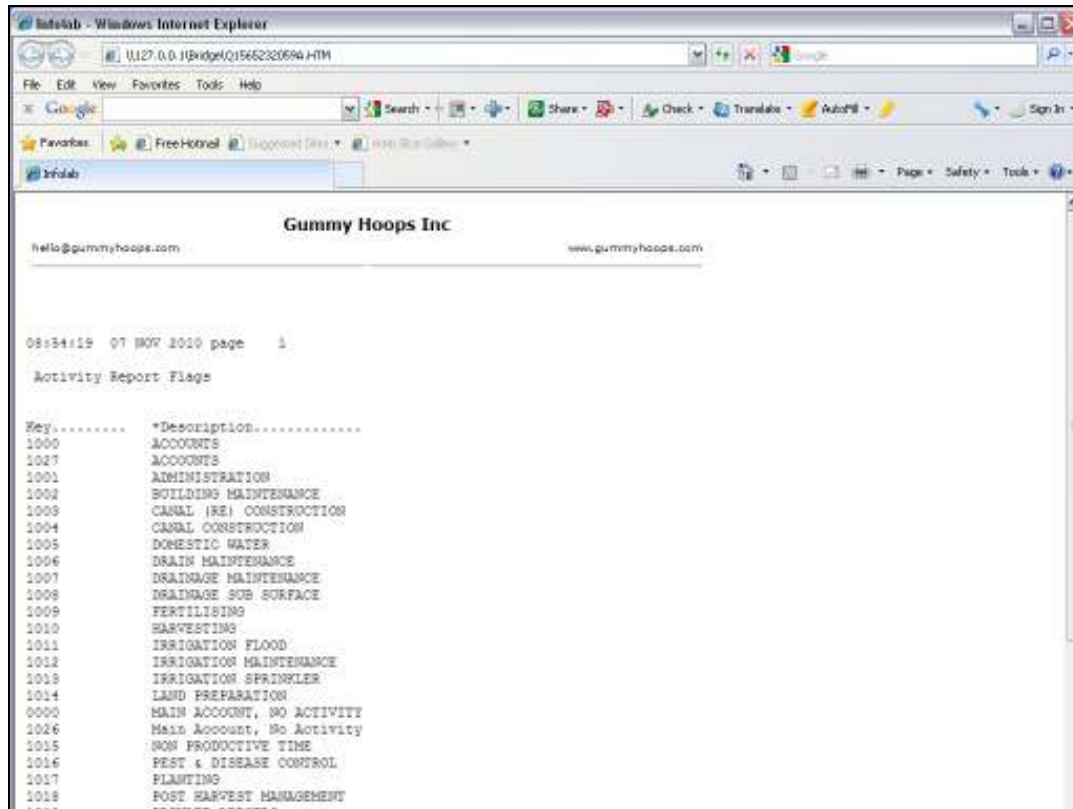 Infolab - Windows Internet Explorer
Google
File Edit View Favorites Tools Help
Google Search Share Check Translate AutoFill Sign In
Favorites Free Hotmail Suggested Sites Web Slice Gallery
Infolab Page Safety Tools
Gummy Hoops Inc
hello@gummyhoops.com www.gummyhoops.com
08:54:19 07 NOV 2010 page 1
Activity Report Flags
Key......... *Description.............
1000 ACCOUNTS
1027 ACCOUNTS
1001 ADMINISTRATION
1002 BUILDING MAINTENANCE
1003 CANAL (RE) CONSTRUCTION
1004 CANAL CONSTRUCTION
1005 DOMESTIC WATER
1006 DRAIN MAINTENANCE
1007 DRAINAGE MAINTENANCE
1008 DRAINAGE SUB SURFACE
1009 FERTILISING
1010 HARVESTING
1011 IRRIGATION FLOOD
1012 IRRIGATION MAINTENANCE
1013 IRRIGATION SPRINKLER
1014 LAND PREPARATION
0000 MAIN ACCOUNT, NO ACTIVITY
1026 Main Account, No Activity
1015 NON PRODUCTIVE TIME
1016 PEST & DISEASE CONTROL
1017 PLANTING
1018 POST HARVEST MANAGEMENT